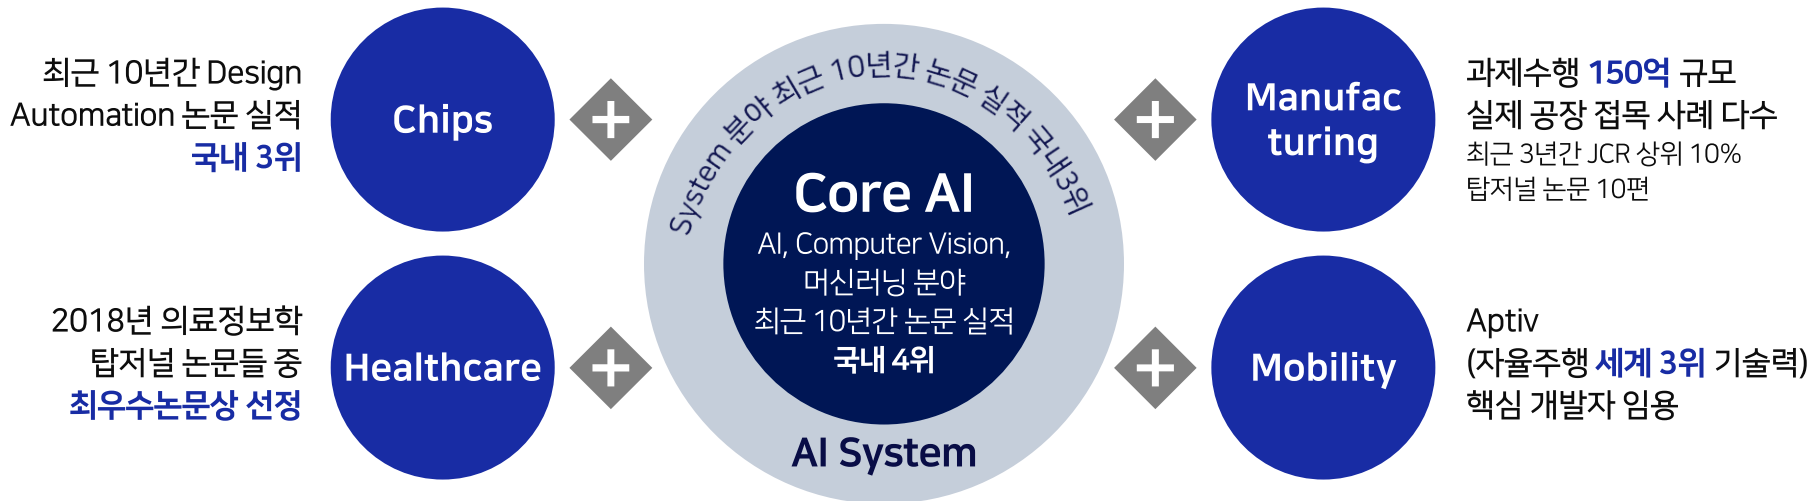 최근 10년간 Design
Automation 논문 실적
국내 3위
Chips
2018년 의료정보학
탑저널 논문들 중
최우수논문상 선정
Healthcare
System 분야 최근 10년간 논문 실적 국내3위
Core AI
AI, Computer Vision,
머신러닝 분야
최근 10년간 논문 실적
국내 4위
AI System
Manufac
turing
과제수행 150억 규모
실제 공장 접목 사례 다수
최근 3년간 JCR 상위 10%
탑저널 논문 10편
Mobility
Aptiv
(자율주행 세계 3위 기술력)
핵심 개발자 임용